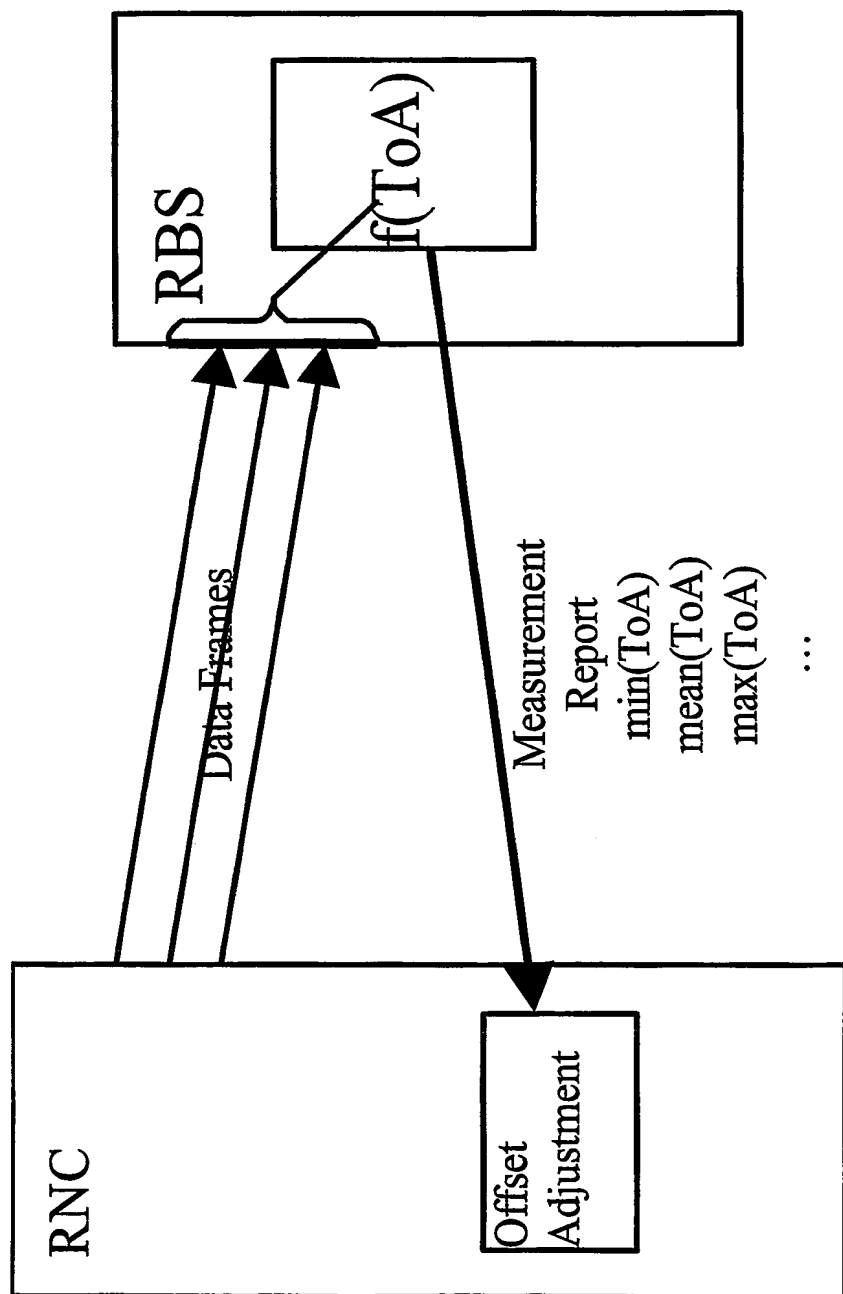 RNC
Offset
Adjustment
Data Frames
Measurement
Report
min(ToA)
mean(ToA)
max(ToA)
...
RBS
f(ToA)